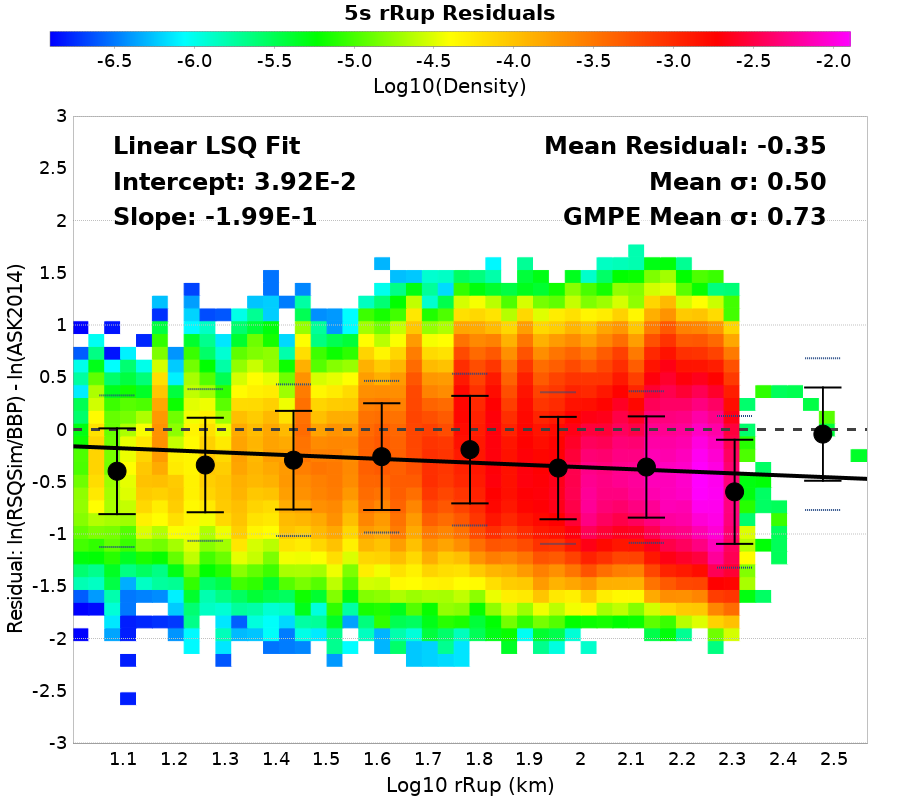 5s rRup Residuals
-6.5 -6.0 -5.5 -5.0 -4.5 -4.0 -3.5 -3.0 -2.5 -2.0
Log10(Density)
Linear LSQ Fit
Intercept: 3.92E-2
Slope: -1.99E-1
Mean Residual: -0.35
Mean σ: 0.50
GMPE Mean σ: 0.73
Residual: ln(RSQSim/BBP) - ln(ASK2014)
3
2.5
2
1.5
1
0.5
0
-0.5
-1
-1.5
-2
-2.5
-3
1.1 1.2 1.3 1.4 1.5 1.6 1.7 1.8 1.9 2 2.1 2.2 2.3 2.4 2.5
Log10 rRup (km)